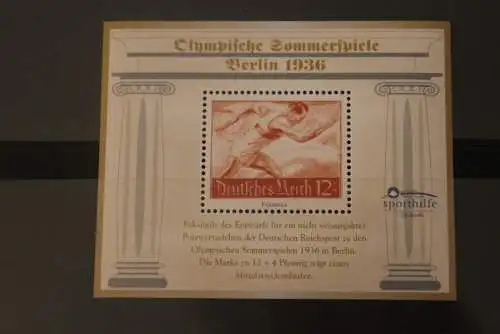 Olympische Sommerspiele
Berlin 1936
Deutsches Reich 12
sporthilfe
Faksimile des Entwurfs für ein nicht verausgabtes
Postwertzeichen der Deutschen Reichspost zu den
Olympischen Sommerspielen 1936 in Berlin.
Die Marke zu 12 + 4 Pfennig zeigt einen
Mittelstreckenläufer.